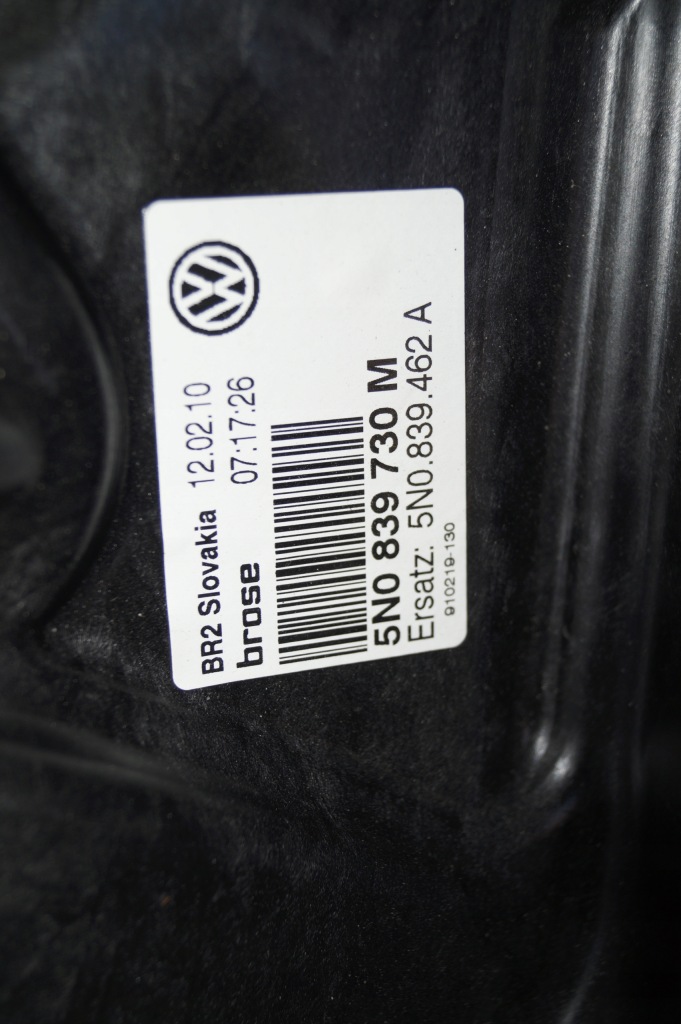 BR2 Slovakia 12.02.10
brose 07:17:26
5N0 839 730 M
Ersatz: 5N0.839.462 A
910219-130